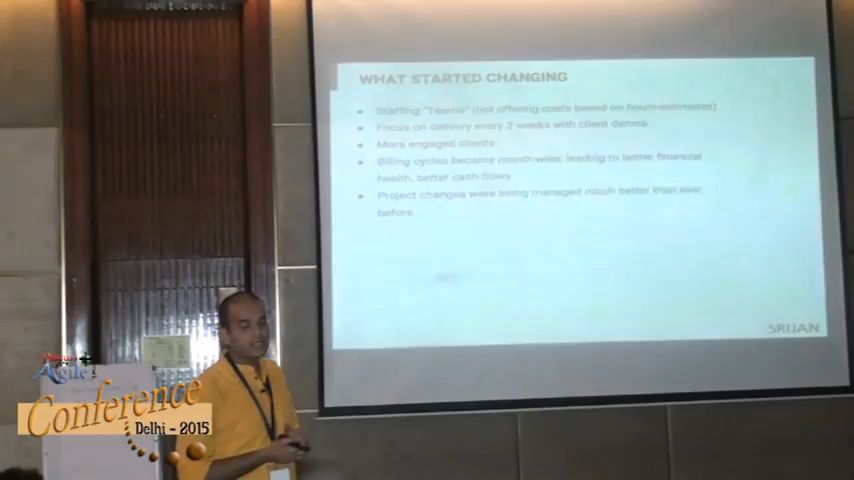 WHAT STARTED CHANGING
Staffing "Teams" (not offering costs based on hours-estimates)
Focus on delivery every 2 weeks with client demos
More engaged clients
Billing cycles became month-wise; leading to better financial
health, better cash flows
Project changes were being managed much better than ever
before
SRIJAN
Agile
Conference
Delhi - 2015